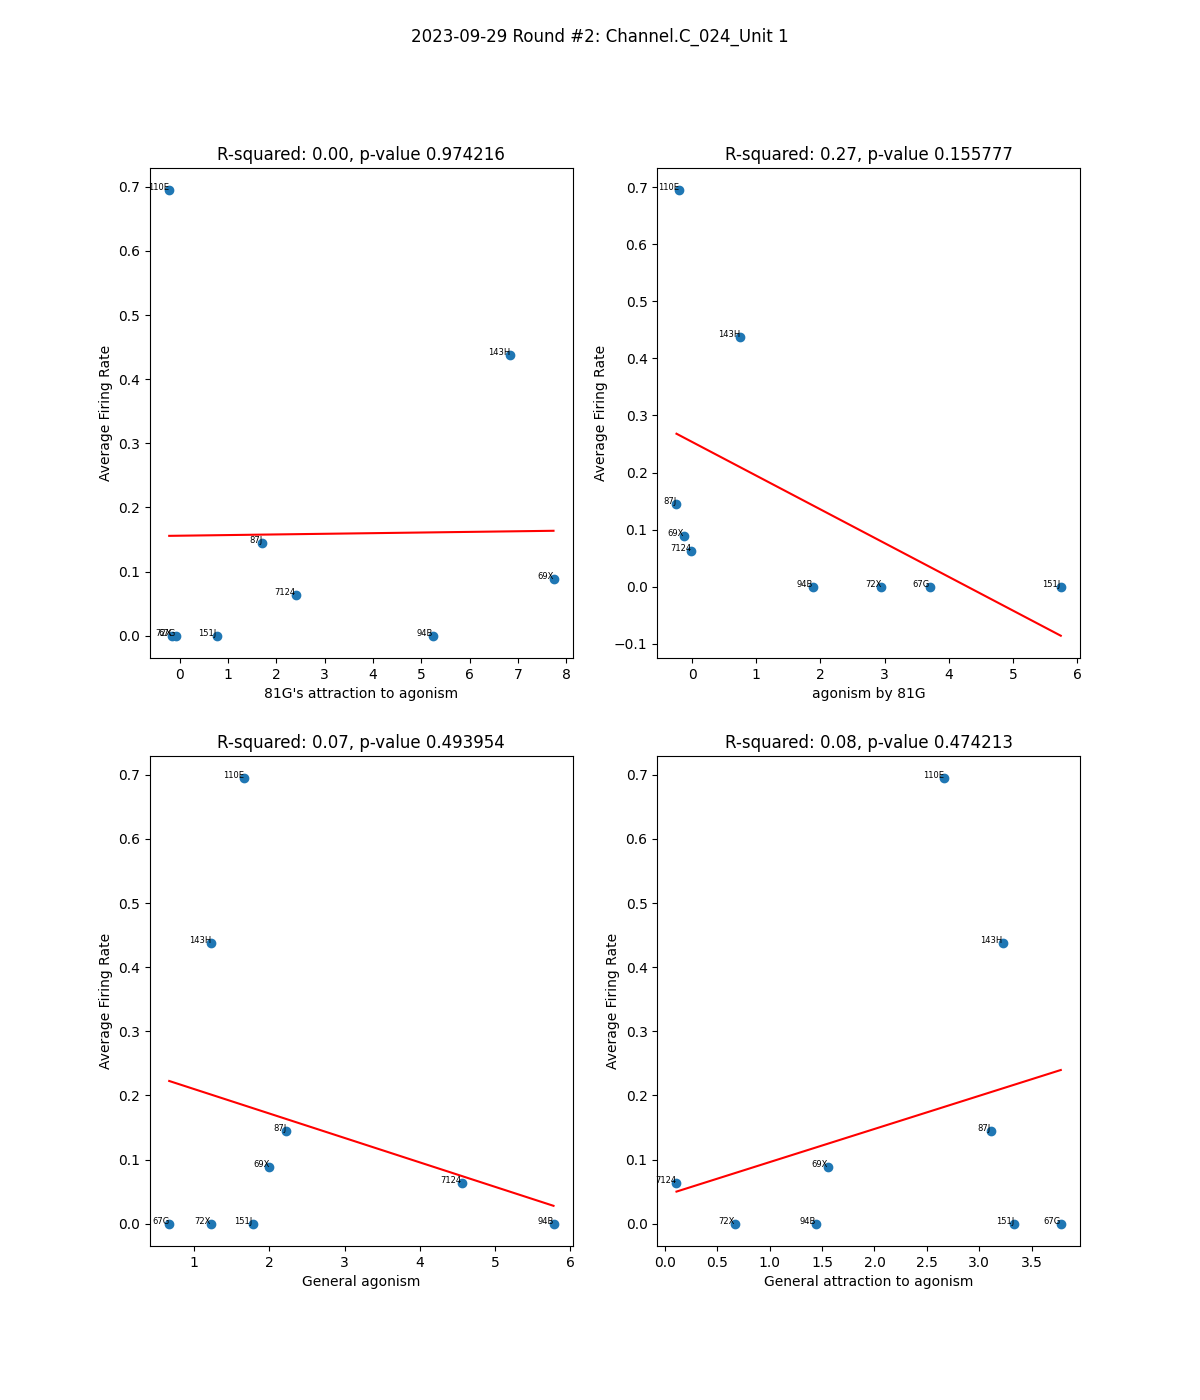 2023-09-29 Round #2: Channel.C_024_Unit 1
R-squared: 0.00, p-value 0.974216
Average Firing Rate
0.7
0.6
0.5
0.4
0.3
0.2
0.1
0.0
110E
143H
87J
69X
7124
72X
67G
151J
94B
0 1 2 3 4 5 6 7 8
81G's attraction to agonism
R-squared: 0.27, p-value 0.155777
Average Firing Rate
0.7
0.6
0.5
0.4
0.3
0.2
0.1
0.0
−0.1
110E
143H
87J
69X
7124
94B
72X
67G
151J
0 1 2 3 4 5 6
agonism by 81G
R-squared: 0.07, p-value 0.493954
Average Firing Rate
0.7
0.6
0.5
0.4
0.3
0.2
0.1
0.0
110E
143H
87J
69X
7124
67G
72X
151J
94B
1 2 3 4 5 6
General agonism
R-squared: 0.08, p-value 0.474213
Average Firing Rate
0.7
0.6
0.5
0.4
0.3
0.2
0.1
0.0
110E
143H
87J
69X
7124
72X
94B
151J
67G
0.0 0.5 1.0 1.5 2.0 2.5 3.0 3.5
General attraction to agonism